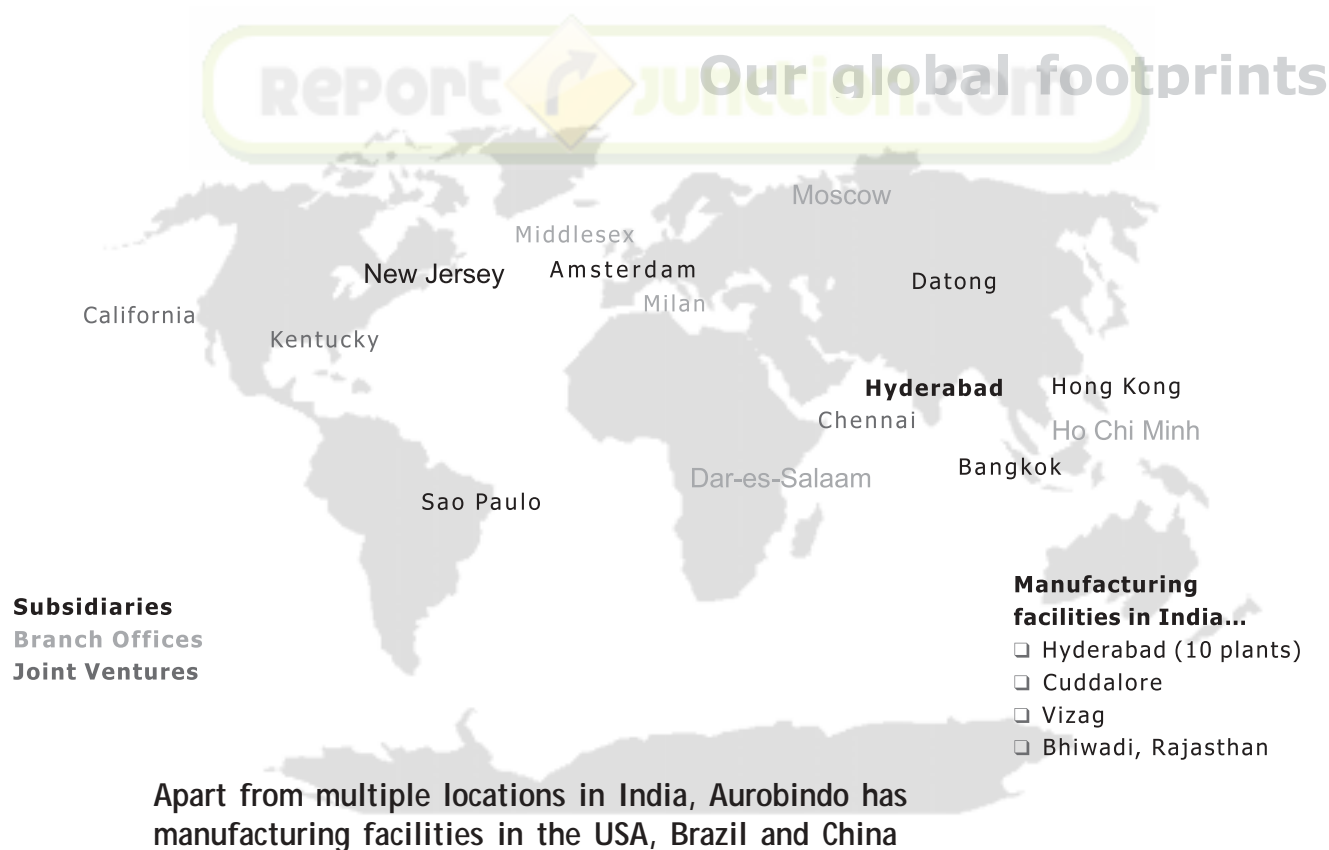 Our global footprints
REPORT JUNCTION.COM
Moscow
Middlesex
New Jersey
Amsterdam
Datong
Milan
California
Kentucky
Hyderabad
Hong Kong
Chennai
Ho Chi Minh
Bangkok
Dar-es-Salaam
Sao Paulo
Subsidiaries
Branch Offices
Joint Ventures
Manufacturing
facilities in India...
❑ Hyderabad (10 plants)
❑ Cuddalore
❑ Vizag
❑ Bhiwadi, Rajasthan
Apart from multiple locations in India, Aurobindo has
manufacturing facilities in the USA, Brazil and China